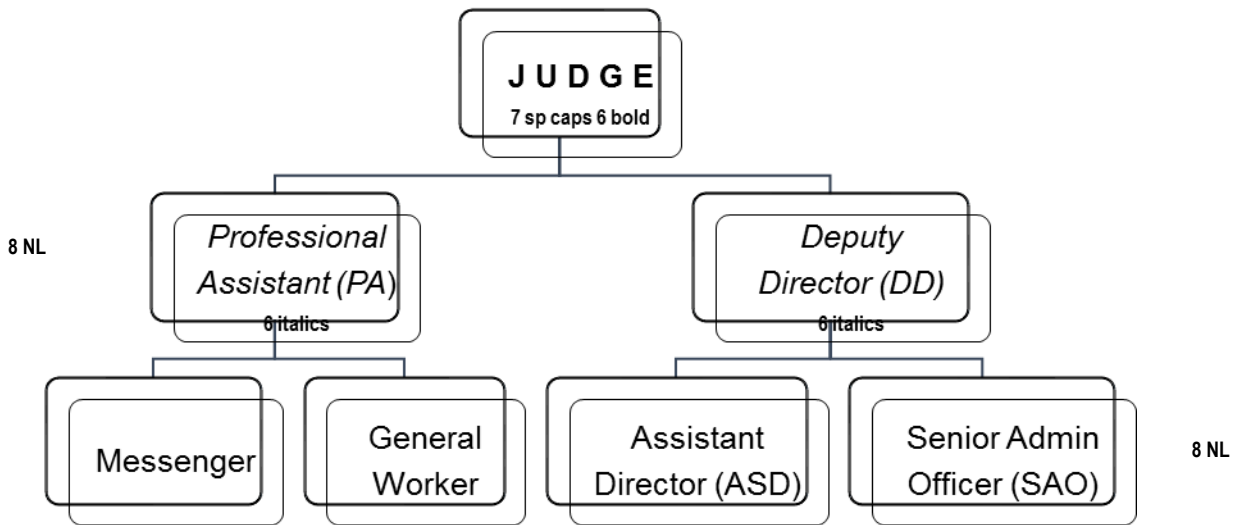 J U D G E
7 sp caps 6 bold
8 NL
Professional
Assistant (PA)
6 italics
Deputy
Director (DD)
6 italics
Messenger
General
Worker
Assistant
Director (ASD)
Senior Admin
Officer (SAO)
8 NL